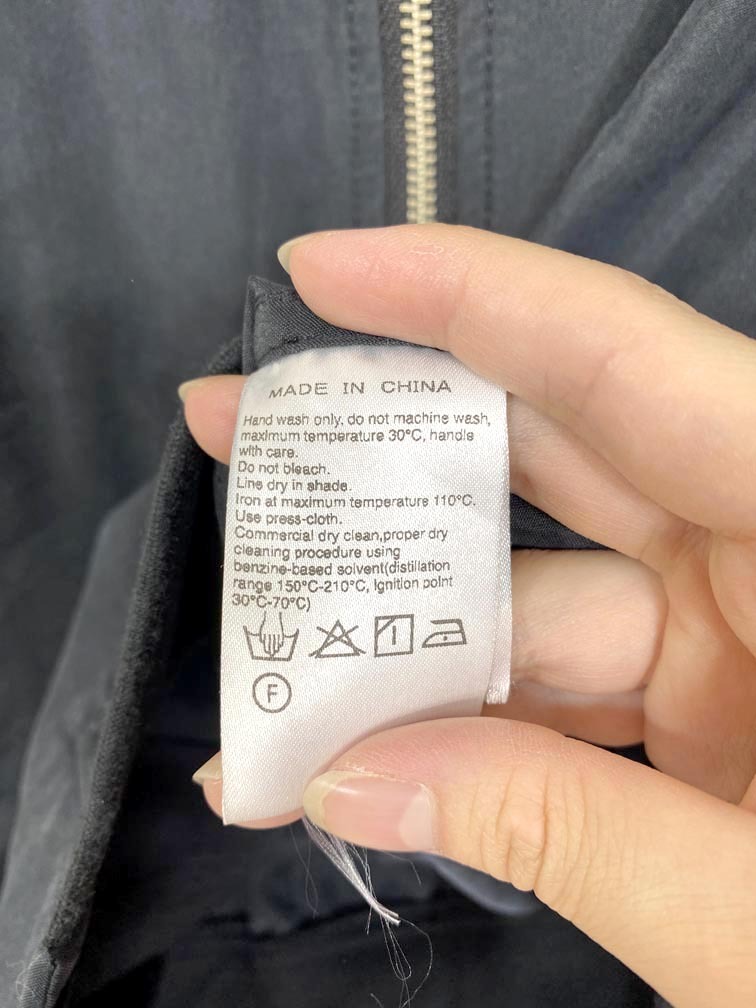 MADE IN CHINA
Hand wash only, do not machine wash,
maximum temperature 30°C, handle
with care.
Do not bleach.
Line dry in shade.
Iron at maximum temperature 110°C.
Use press-cloth.
Commercial dry clean,proper dry
cleaning procedure using
benzine-based solvent(distillation
range 150°C-210°C, Ignition point
30°C-70°C)
F